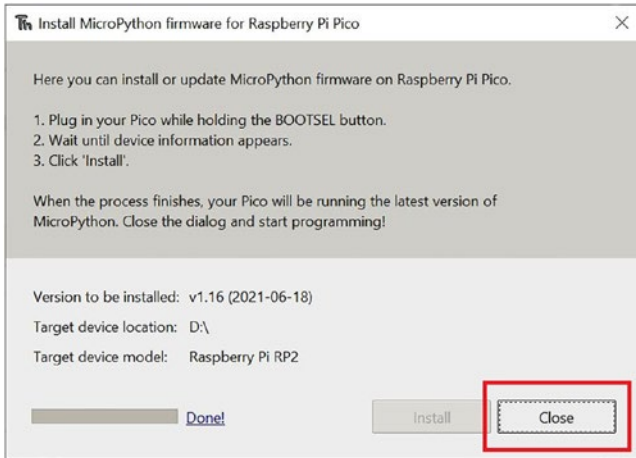 Th Install MicroPython firmware for Raspberry Pi Pico
Here you can install or update MicroPython firmware on Raspberry Pi Pico.
1. Plug in your Pico while holding the BOOTSEL button.
2. Wait until device information appears.
3. Click 'Install'.
When the process finishes, your Pico will be running the latest version of
MicroPython. Close the dialog and start programming!
Version to be installed: v1.16 (2021-06-18)
Target device location: D:\
Target device model: Raspberry Pi RP2
Done! Install Close